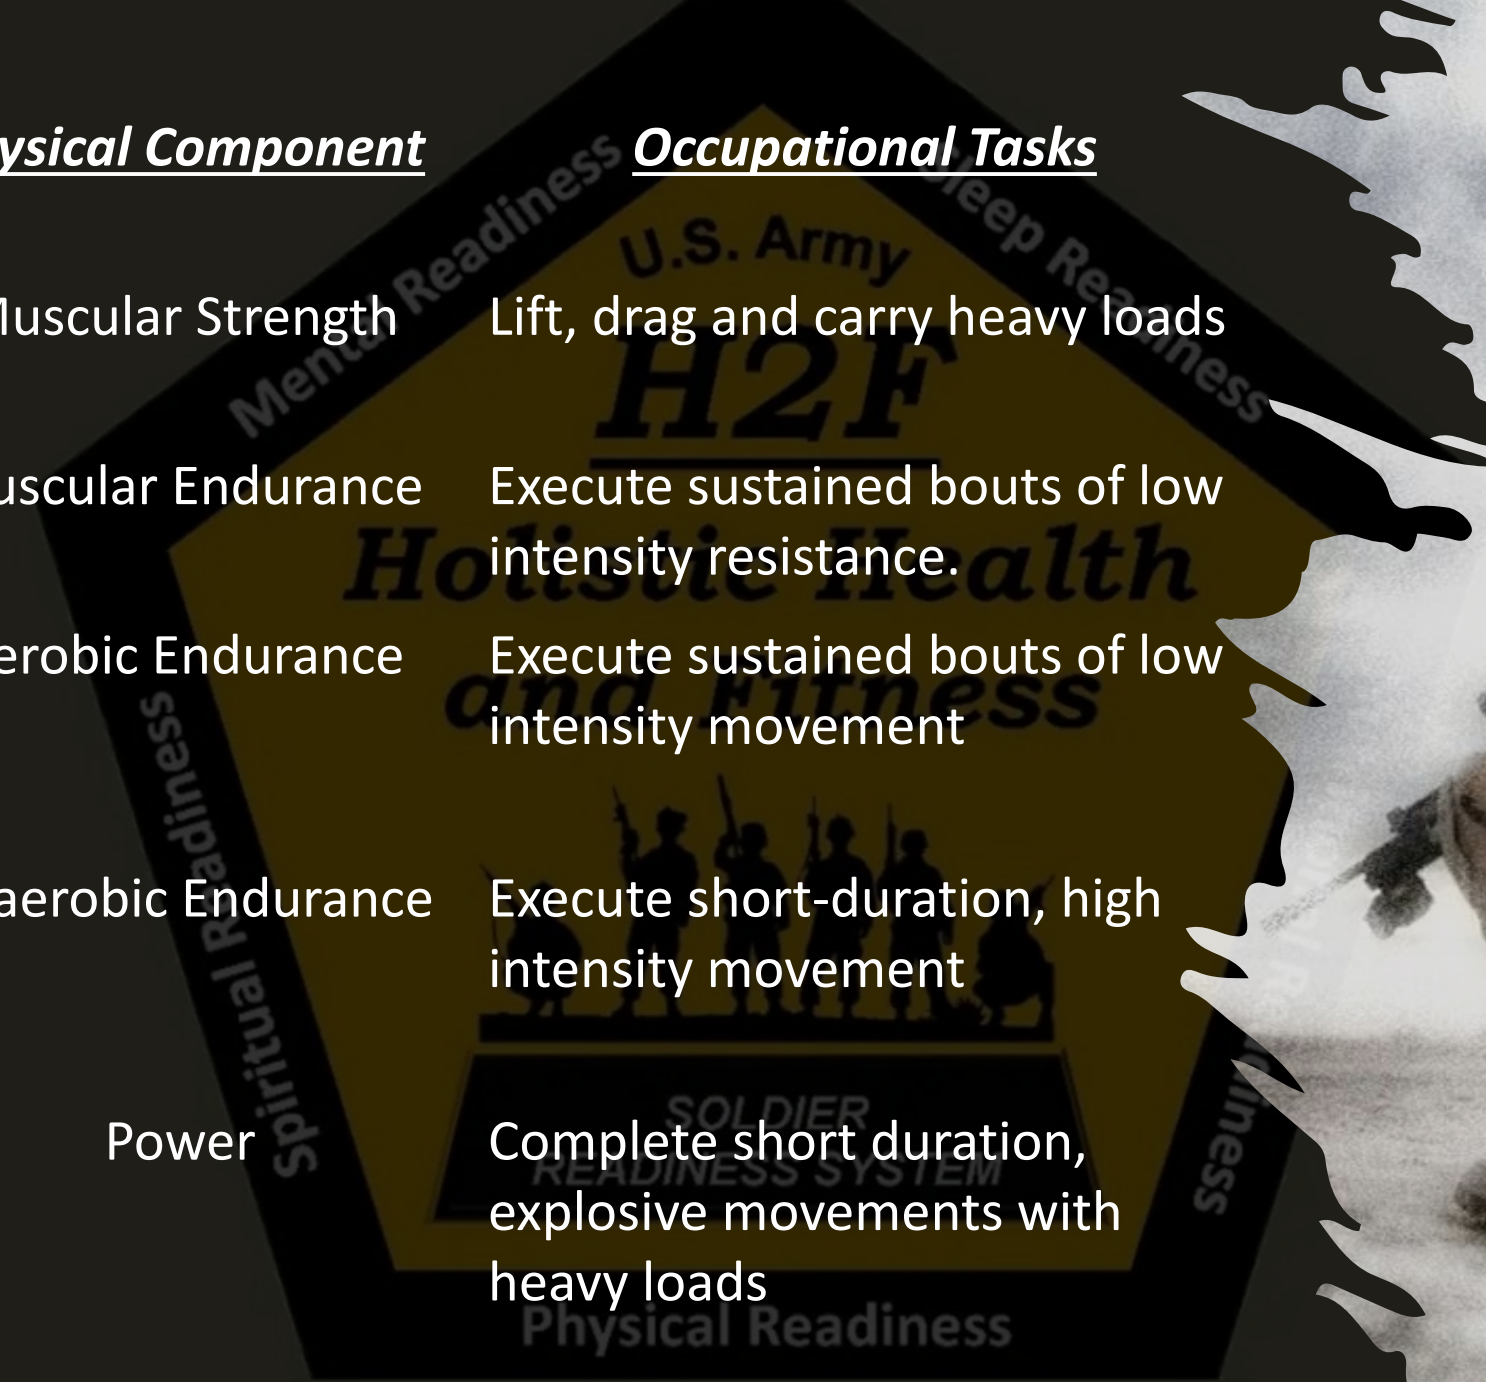 ysical Component
Occupational Tasks
Muscular Strength
Lift, drag and carry heavy loads
uscular Endurance
Execute sustained bouts of low
intensity resistance.
erobic Endurance
Execute sustained bouts of low
intensity movement
aerobic Endurance
Execute short-duration, high
intensity movement
Power
Complete short duration,
explosive movements with
heavy loads
Mental Readiness
Sleep Readiness
U.S. Army
H2F
Holistic Health
and Fitness
Spiritual Readiness
SOLDIER
READINESS SYSTEM
Physical Readiness